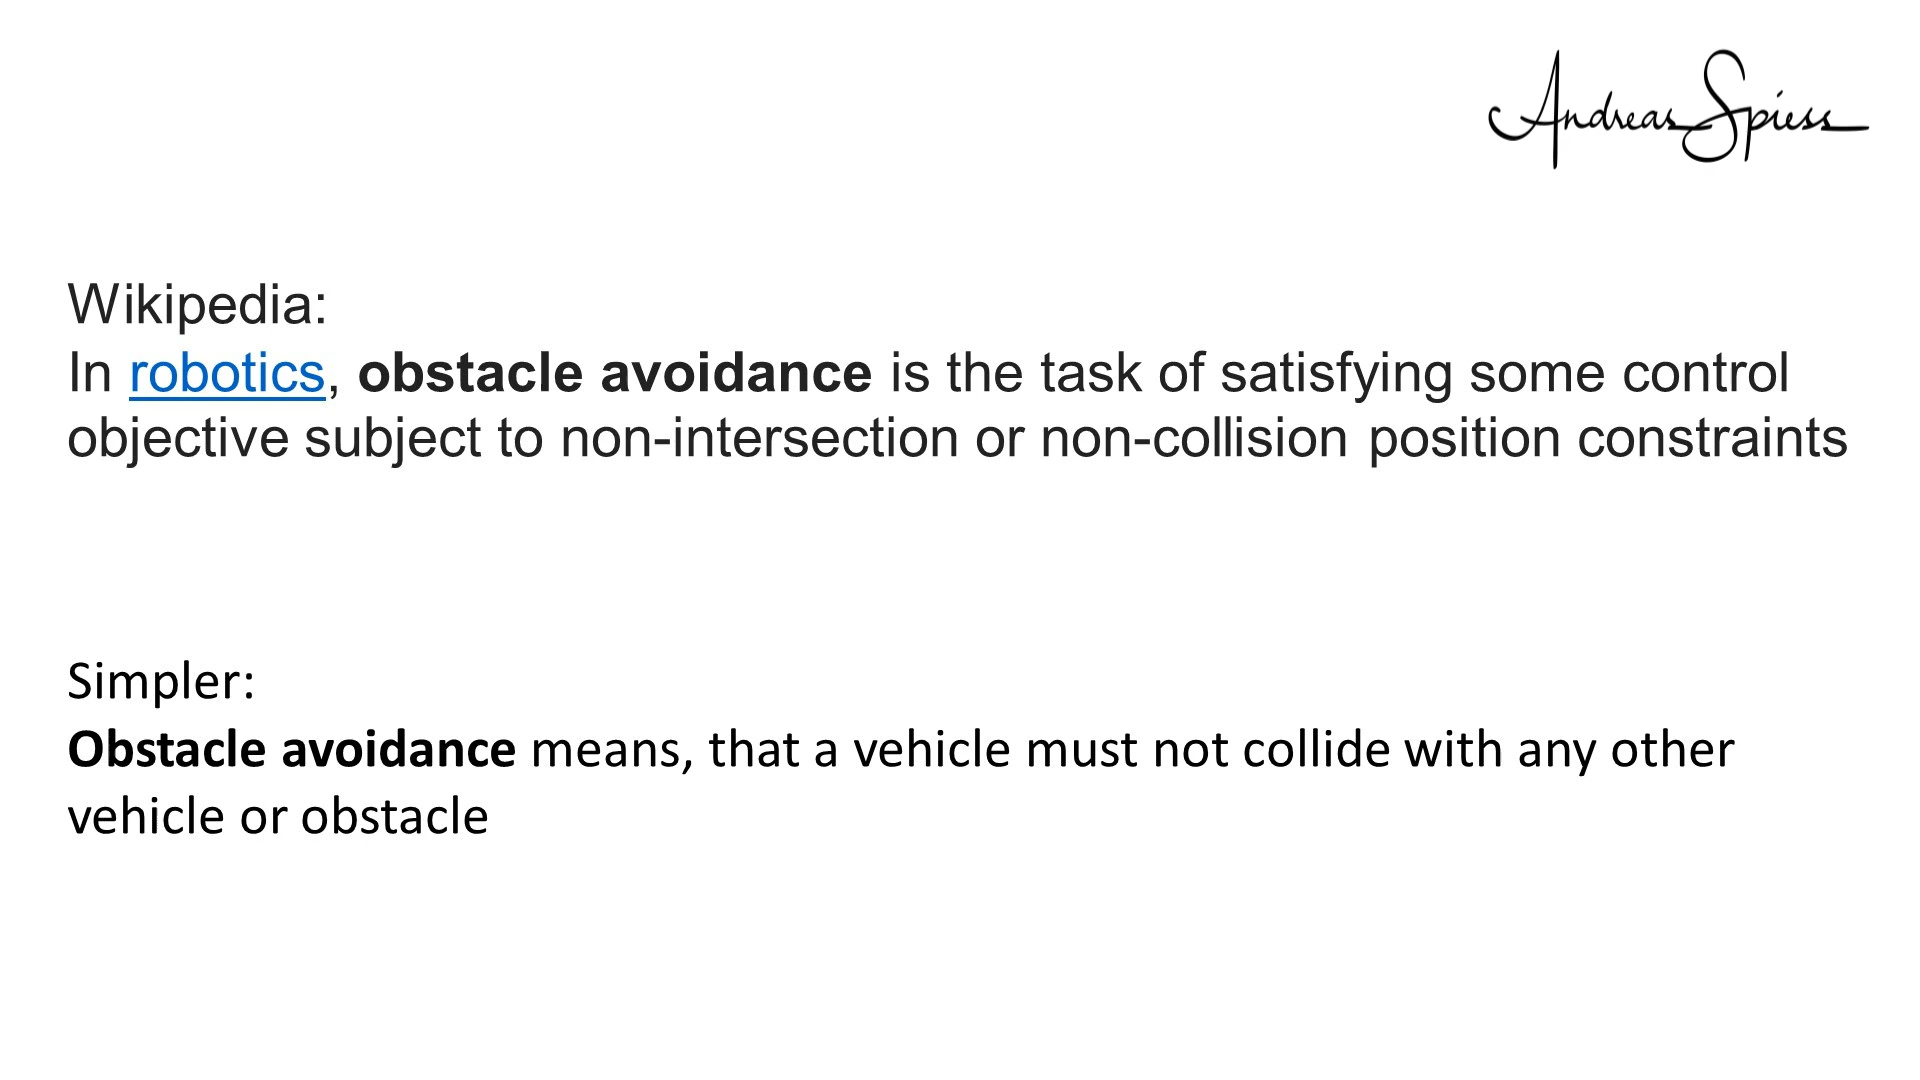 Andreas Spiess
Wikipedia:
In robotics, obstacle avoidance is the task of satisfying some control
objective subject to non-intersection or non-collision position constraints
Simpler:
Obstacle avoidance means, that a vehicle must not collide with any other
vehicle or obstacle